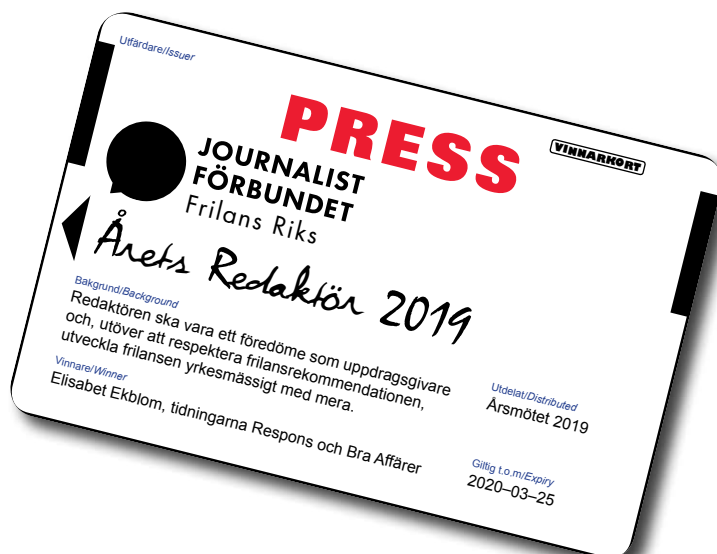 Utfärdare/Issuer
PRESS
VINNARKORT
JOURNALIST
FÖRBUNDET
Frilans Riks
Årets Redaktör 2019
Bakgrund/Background
Redaktören ska vara ett föredöme som uppdragsgivare
och, utöver att respektera frilansrekommendationen,
utveckla frilansen yrkesmässigt med mera.
Utdelat/Distributed
Årsmötet 2019
Vinnare/Winner
Elisabet Ekblom, tidningarna Respons och Bra Affärer
Giltig t.o.m/Expiry
2020–03–25